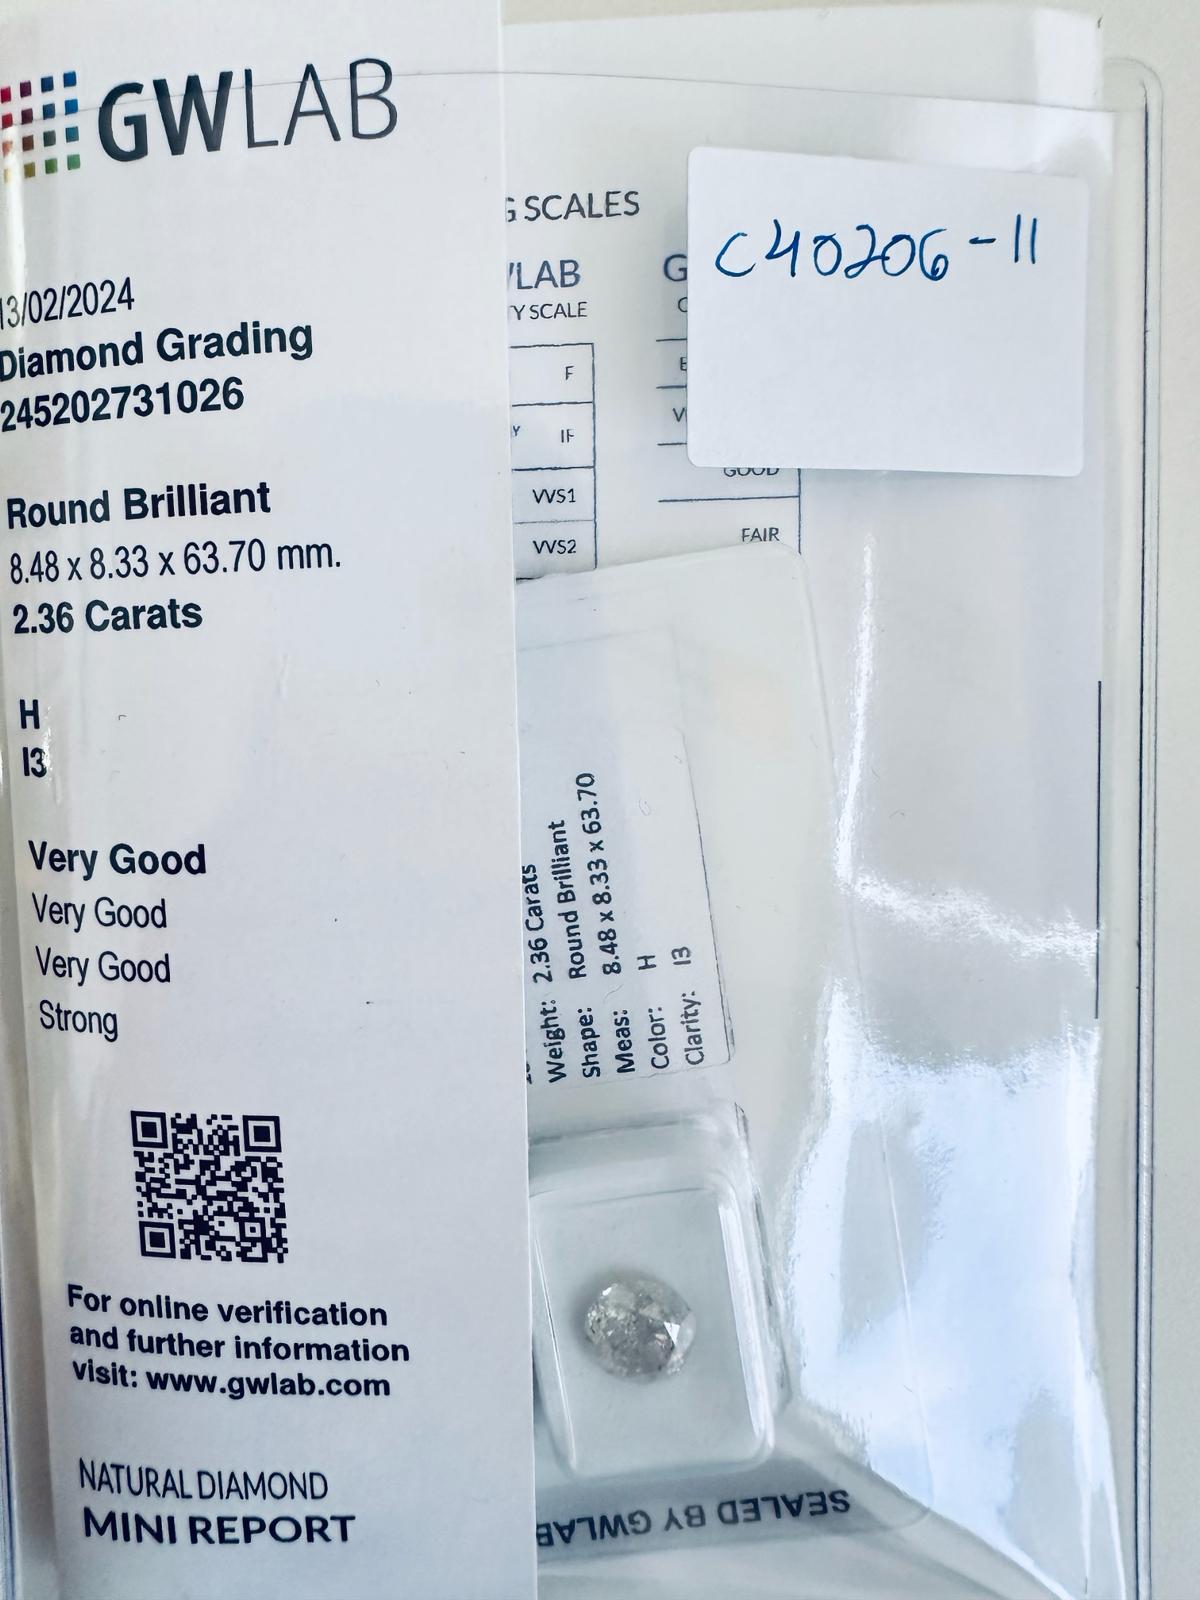 GWLAB
13/02/2024
Diamond Grading
245202731026
Round Brilliant
8.48 x 8.33 x 63.70 mm.
2.36 Carats
H
I3
Very Good
Very Good
Very Good
Strong
For online verification
and further information
visit: www.gwlab.com
NATURAL DIAMOND
MINI REPORT
SCALES
LAB
SCALE
F
IF
VVS1
VVS2
GOOD
FAIR
C40206-11
Weight: 2.36 Carats
Shape: Round Brilliant
Meas: 8.48 x 8.33 x 63.70
Color: H
Clarity: I3
SEALED BY GWLAB